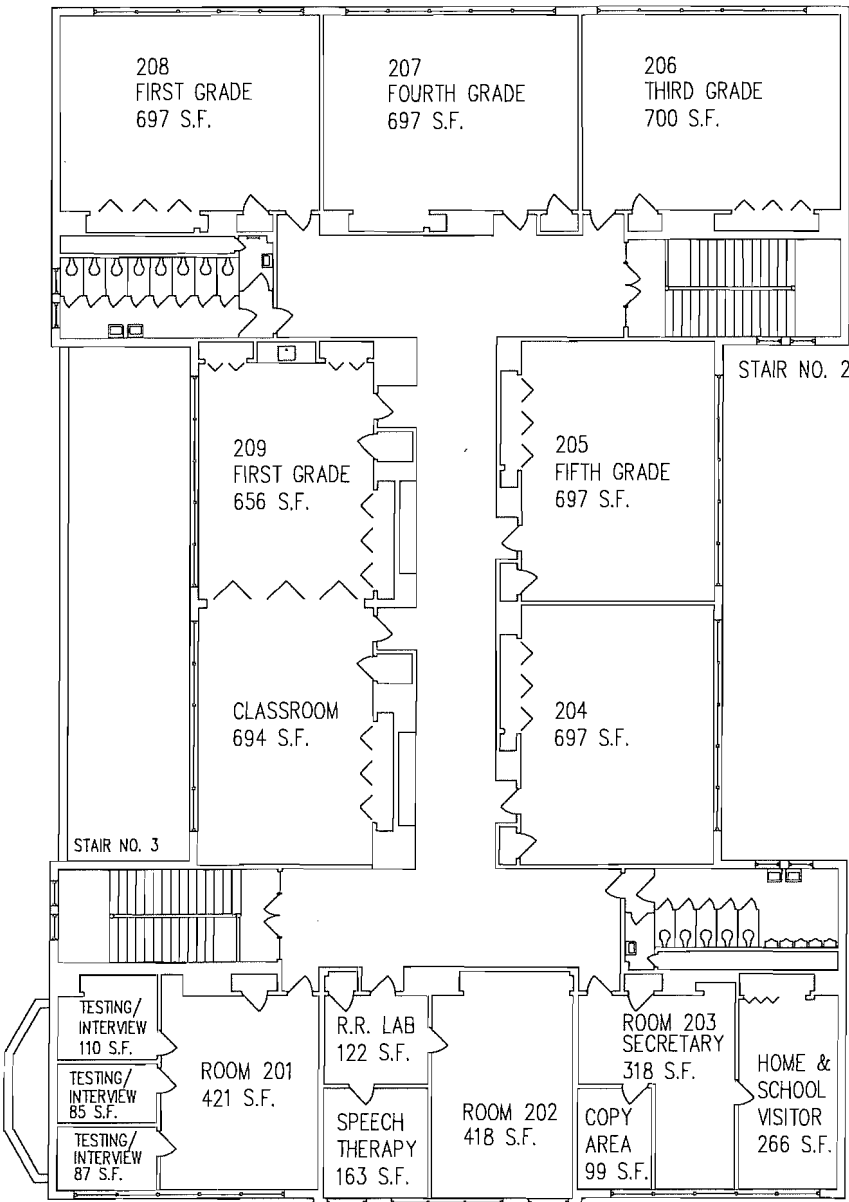 208
FIRST GRADE
697 S.F.
207
FOURTH GRADE
697 S.F.
206
THIRD GRADE
700 S.F.
STAIR NO. 2
209
FIRST GRADE
656 S.F.
205
FIFTH GRADE
697 S.F.
CLASSROOM
694 S.F.
204
697 S.F.
STAIR NO. 3
TESTING/
INTERVIEW
110 S.F.
TESTING/
INTERVIEW
85 S.F.
TESTING/
INTERVIEW
87 S.F.
ROOM 201
421 S.F.
R.R. LAB
122 S.F.
SPEECH
THERAPY
163 S.F.
ROOM 202
418 S.F.
ROOM 203
SECRETARY
318 S.F.
COPY
AREA
99 S.F.
HOME &
SCHOOL
VISITOR
266 S.F.